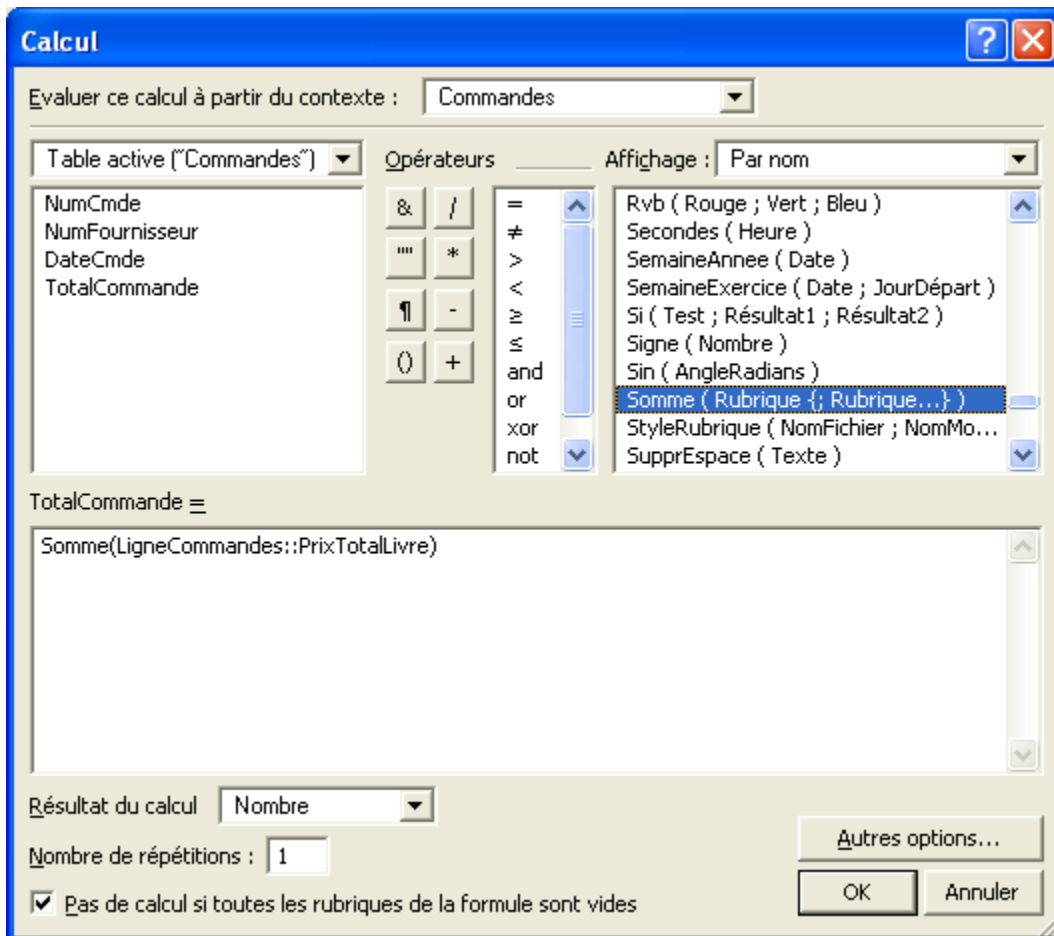 Calcul
Evaluer ce calcul à partir du contexte : Commandes
Table active ("Commandes") Opérateurs Affichage : Par nom
NumCmde
NumFournisseur
DateCmde
TotalCommande
& /
"" *
¶ -
() +
=
≠
>
<
≥
≤
and
or
xor
not
Rvb ( Rouge ; Vert ; Bleu )
Secondes ( Heure )
SemaineAnnee ( Date )
SemaineExercice ( Date ; JourDépart )
Si ( Test ; Résultat1 ; Résultat2 )
Signe ( Nombre )
Sin ( AngleRadians )
Somme ( Rubrique {; Rubrique...} )
StyleRubrique ( NomFichier ; NomMo...
SupprEspace ( Texte )
TotalCommande =
Somme(LigneCommandes::PrixTotalLivre)
Résultat du calcul Nombre
Autres options...
Nombre de répétitions : 1
OK Annuler
Pas de calcul si toutes les rubriques de la formule sont vides